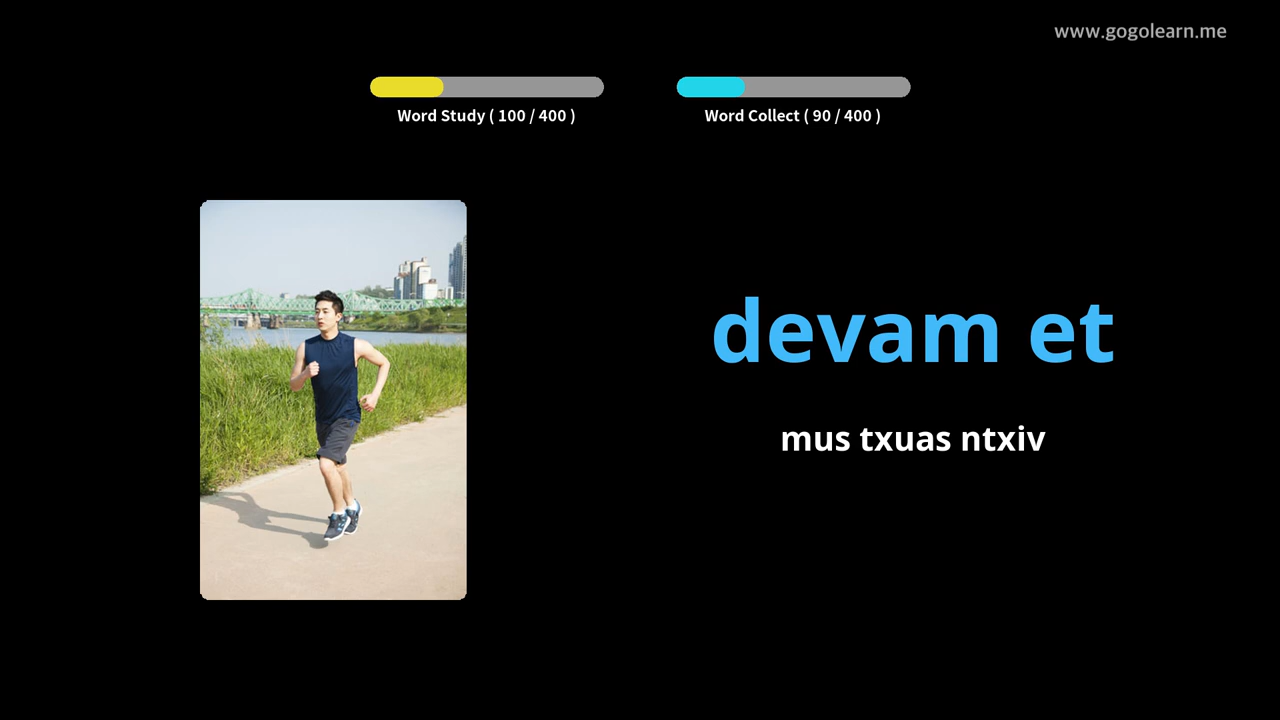 www.gogolearn.me
Word Study ( 100 / 400 )
Word Collect ( 90 / 400 )
devam et
mus txuas ntxiv